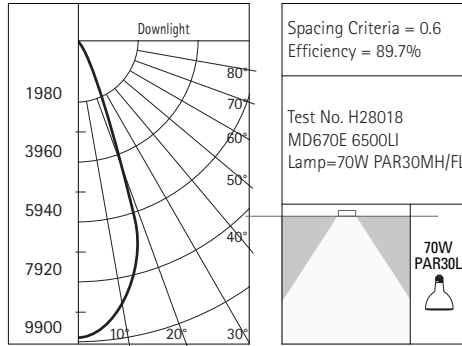 Downlight
80°
70°
60°
50°
40°
30°
20°
10°
1980
3960
5940
7920
9900
Spacing Criteria = 0.6
Efficiency = 89.7%
Test No. H28018
MD670E 6500LI
Lamp=70W PAR30MH/FL
70W
PAR30L